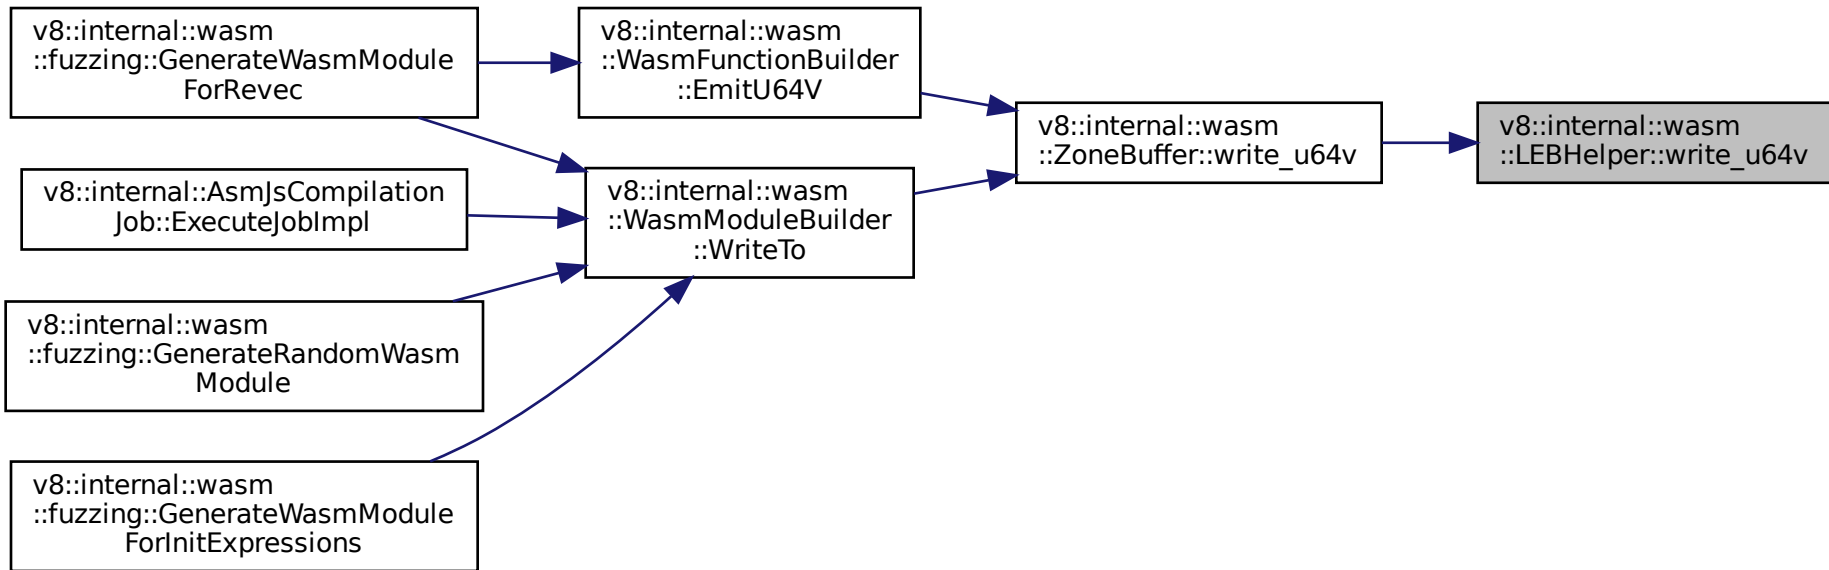 v8::internal::wasm
::fuzzing::GenerateWasmModule
ForRevec
v8::internal::wasm
::WasmFunctionBuilder
::EmitU64V
v8::internal::wasm
::ZoneBuffer::write_u64v
v8::internal::wasm
::LEBHelper::write_u64v
v8::internal::AsmJsCompilation
Job::ExecuteJobImpl
v8::internal::wasm
::WasmModuleBuilder
::WriteTo
v8::internal::wasm
::fuzzing::GenerateRandomWasm
Module
v8::internal::wasm
::fuzzing::GenerateWasmModule
ForInitExpressions